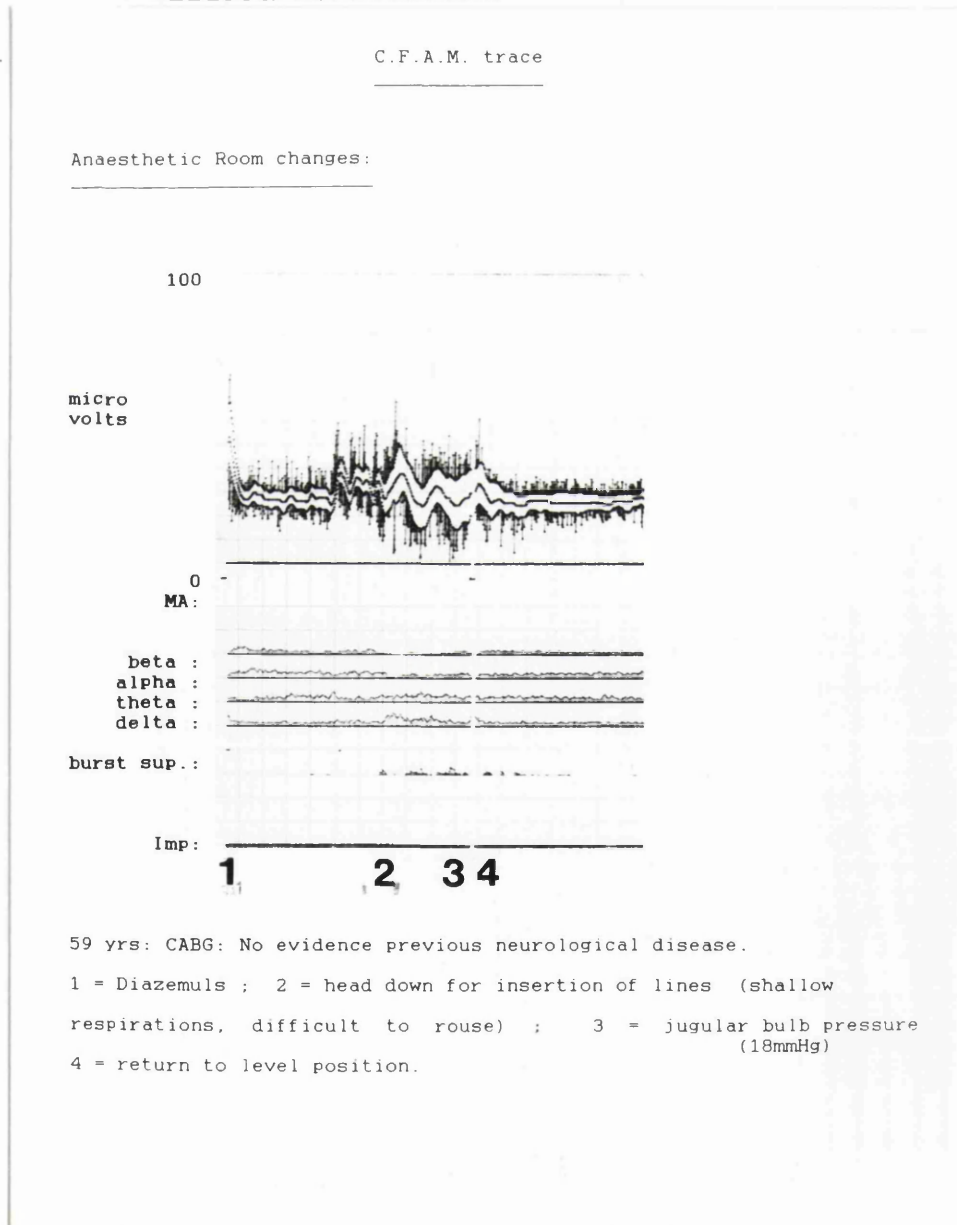 C.F.A.M. trace
Anaesthetic Room changes:
100
micro
volts
0
MA:
beta :
alpha :
theta :
delta :
burst sup.:
Imp:
1 2 3 4
59 yrs: CABG: No evidence previous neurological disease.
1 = Diazemuls ; 2 = head down for insertion of lines (shallow
respirations, difficult to rouse) ; 3 = jugular bulb pressure
(18mmHg)
4 = return to level position.